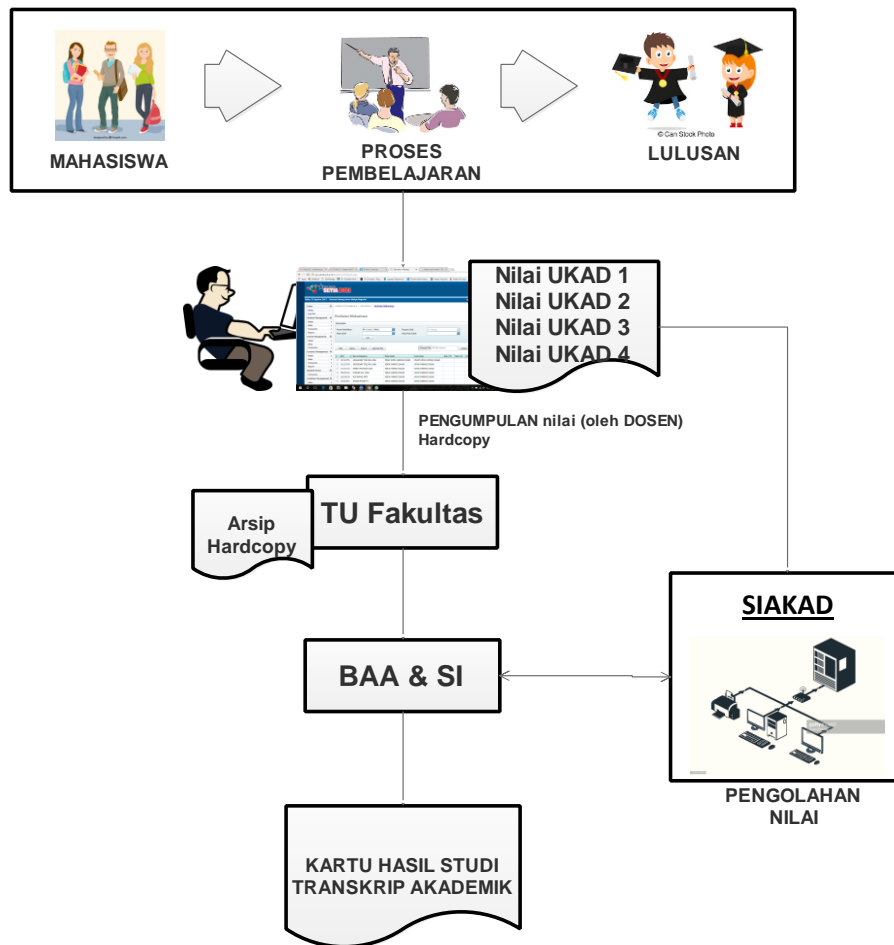 © Can Stock Photo
MAHASISWA
PROSES
PEMBELAJARAN
LULUSAN
Nilai UKAD 1
Nilai UKAD 2
Nilai UKAD 3
Nilai UKAD 4
PENGUMPULAN nilai (oleh DOSEN)
Hardcopy
TU Fakultas
Arsip
Hardcopy
SIAKAD
BAA & SI
PENGOLAHAN
NILAI
KARTU HASIL STUDI
TRANSKRIP AKADEMIK